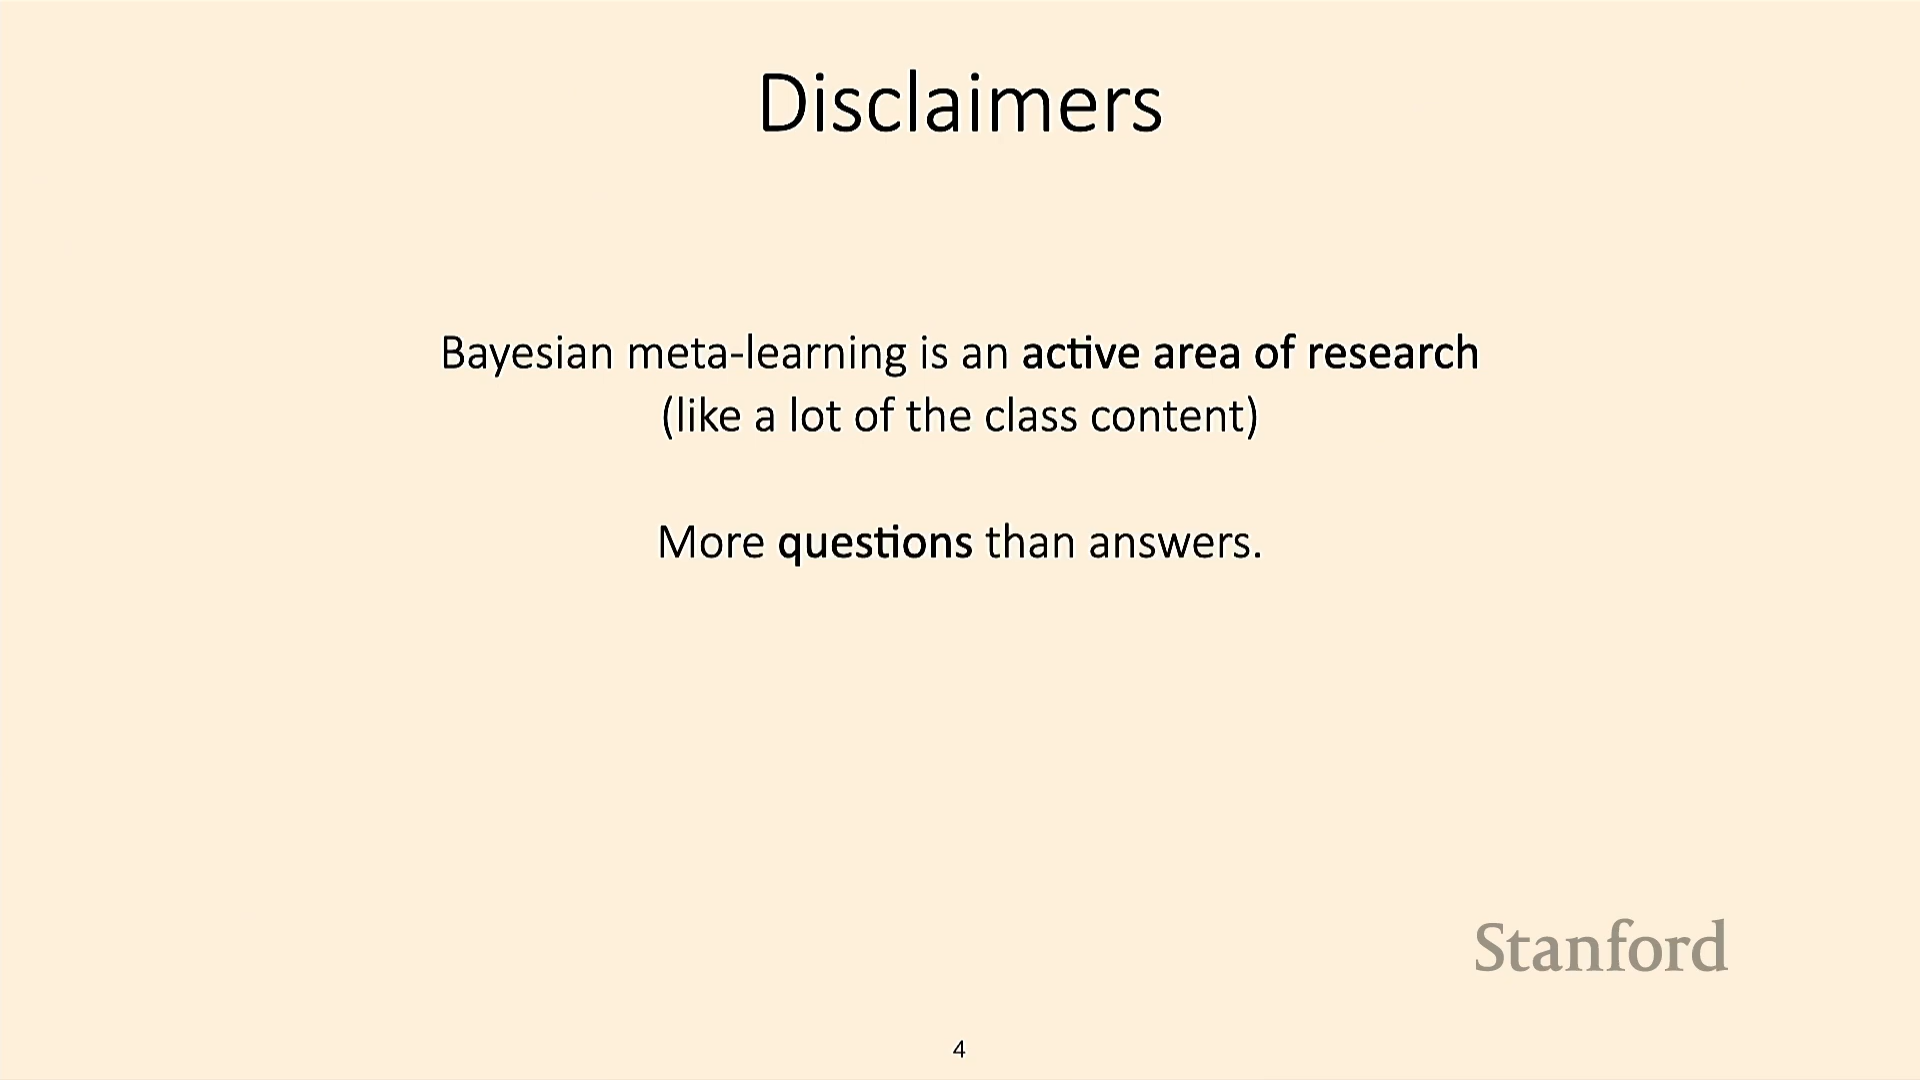 Disclaimers
Bayesian meta-learning is an active area of research
(like a lot of the class content)
More questions than answers.
Stanford
4